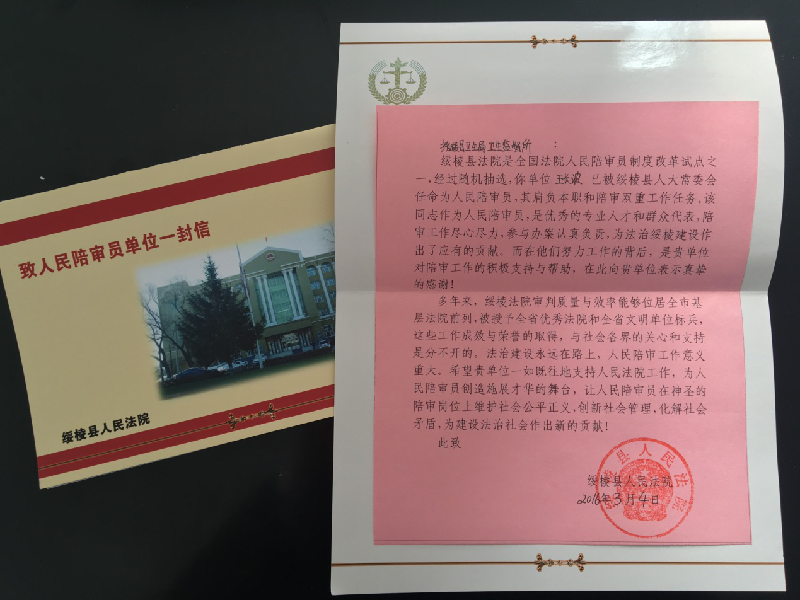 致人民陪审员单位一封信
绥棱县人民法院
绥棱县法院是全国法院人民陪审员制度改革试点之
一，经过随机抽选，你单位 已被绥棱县人大常委会
任命为人民陪审员，其肩负本职和陪审双重工作任务，该
同志作为人民陪审员，是优秀的专业人才和群众代表，陪
审工作尽心尽力，参与办案认真负责，为法治绥棱建设作
出了应有的贡献。而在他们努力工作的背后，是贵单位
对陪审工作的积极支持与帮助，在此向贵单位表示真挚
的感谢！
多年来，绥棱法院审判质量与效率能够位居全市基
层法院前列，被授予全省优秀法院和全省文明单位标兵，
这些工作成效与荣誉的取得，与社会各界的关心和支持
是分不开的。法治建设永远在路上，人民陪审工作意义
重大。希望贵单位一如既往地支持人民法院工作，为人
民陪审员创造施展才华的舞台，让人民陪审员在神圣的
陪审岗位上维护社会公平正义，创新社会管理，化解社会
矛盾，为建设法治社会作出新的贡献！
此致
绥棱县人民法院
2016年3月4日
绥棱县人民法院